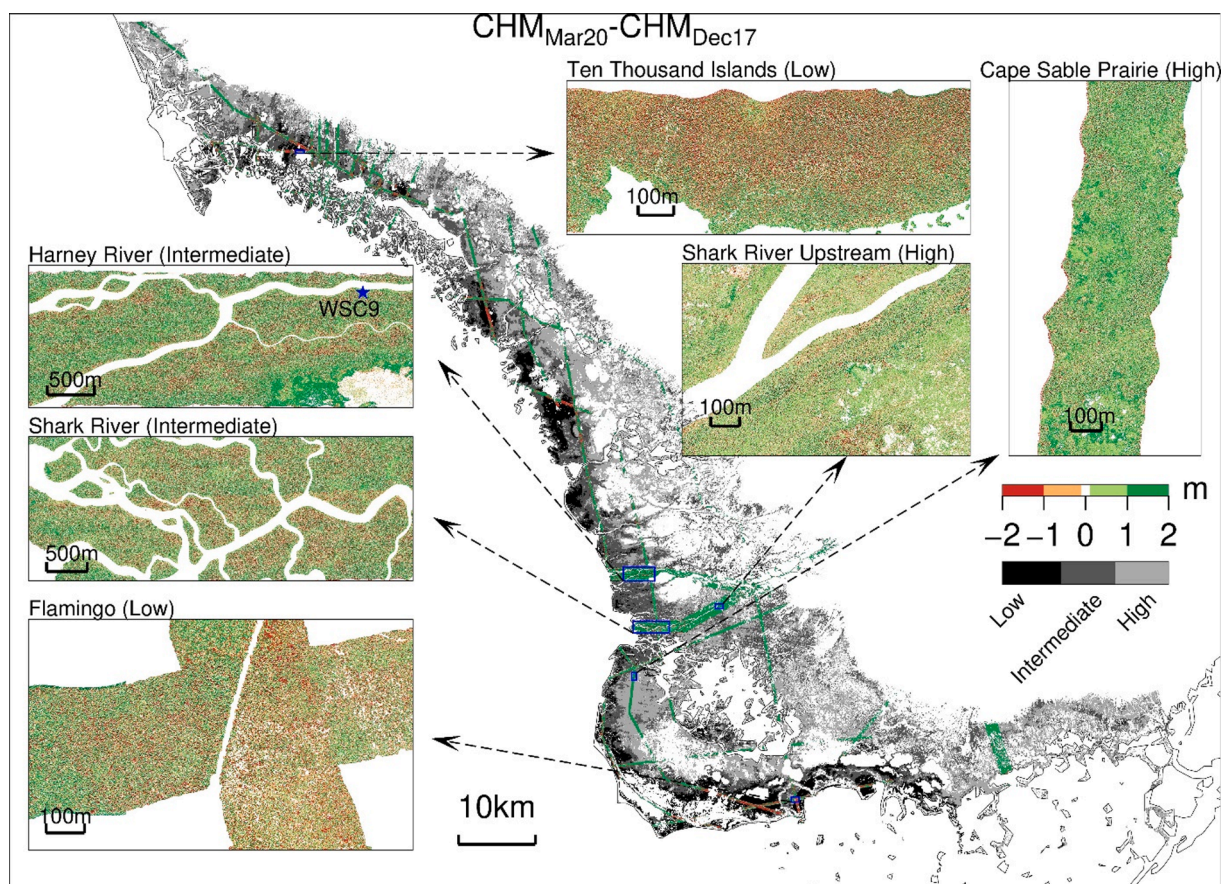 CHMMar20-CHMDec17
Ten Thousand Islands (Low)
100m
Cape Sable Prairie (High)
100m
Harney River (Intermediate)
WSC9
500m
Shark River Upstream (High)
100m
Shark River (Intermediate)
500m
m
−2 −1 0 1 2
Low
Intermediate
High
Flamingo (Low)
100m
10km